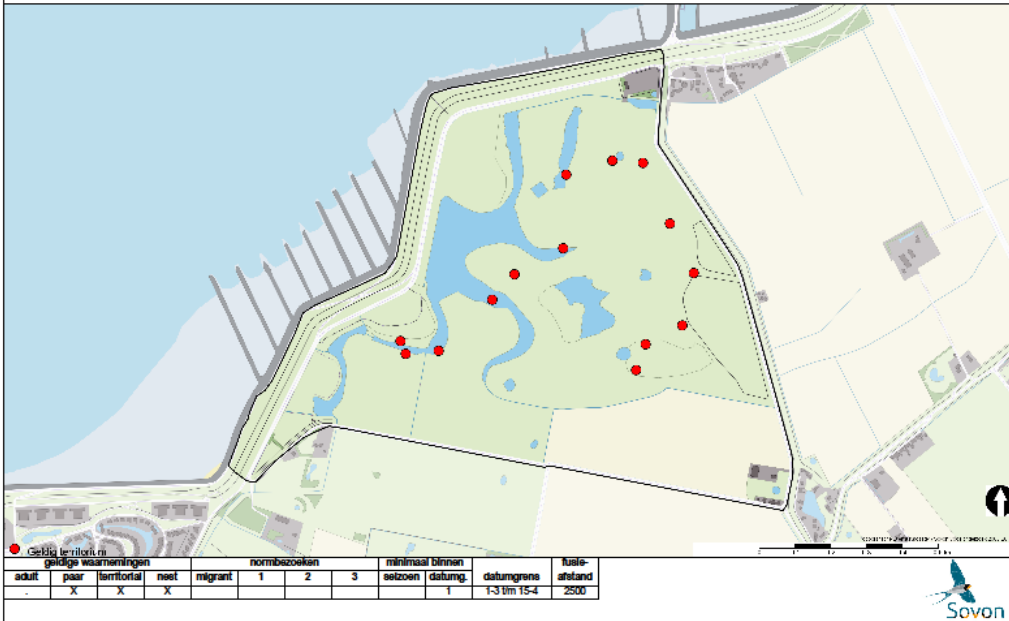 Geldig territorium
geldige waarnemingen normbezoeken minimaal binnen fusie-
adult paar territorial nest migrant 1 2 3 seizoen datumg. datumgrens afstand
. X X X 1 1-3 t/m 15-4 2500
Sovon